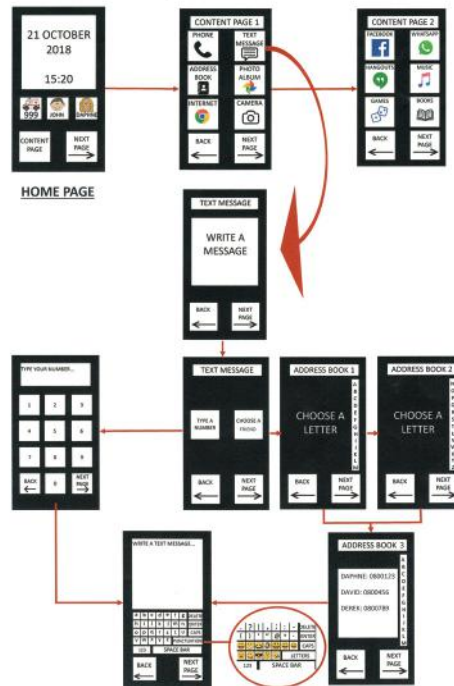 21 OCTOBER
2018
15:20
999
JOHN
DAPHNE
CONTENT
PAGE
NEXT
PAGE
HOME PAGE
CONTENT PAGE 1
PHONE
TEXT
MESSAGE
ADDRESS
BOOK
PHOTO
ALBUM
INTERNET
CAMERA
BACK
NEXT
PAGE
CONTENT PAGE 2
FACEBOOK
WHATSAPP
HANGOUTS
MUSIC
GAMES
BOOKS
BACK
NEXT
PAGE
TEXT MESSAGE
WRITE A
MESSAGE
BACK
NEXT
PAGE
TYPE YOUR NUMBER...
1 2 3
4 5 6
7 8 9
BACK
0
NEXT
PAGE
TEXT MESSAGE
TYPE A
NUMBER
CHOOSE A
FRIEND
BACK
NEXT
PAGE
ADDRESS BOOK 1
CHOOSE A
LETTER
A
B
C
D
E
F
G
H
I
J
K
L
M
BACK
NEXT
PAGE
ADDRESS BOOK 2
CHOOSE A
LETTER
BACK
NEXT
PAGE
WRITE A TEXT MESSAGE...
DELETE
ENTER
CAPS
PUNCTUATION
123 SPACE BAR
BACK
NEXT
PAGE
DELETE
ENTER
CAPS
LETTERS
123 SPACE BAR
ADDRESS BOOK 3
DAPHNE: 0800123
DAVID: 0800456
DEREK: 0800789
A
B
C
D
E
F
G
H
I
J
K
L
M
BACK
NEXT
PAGE